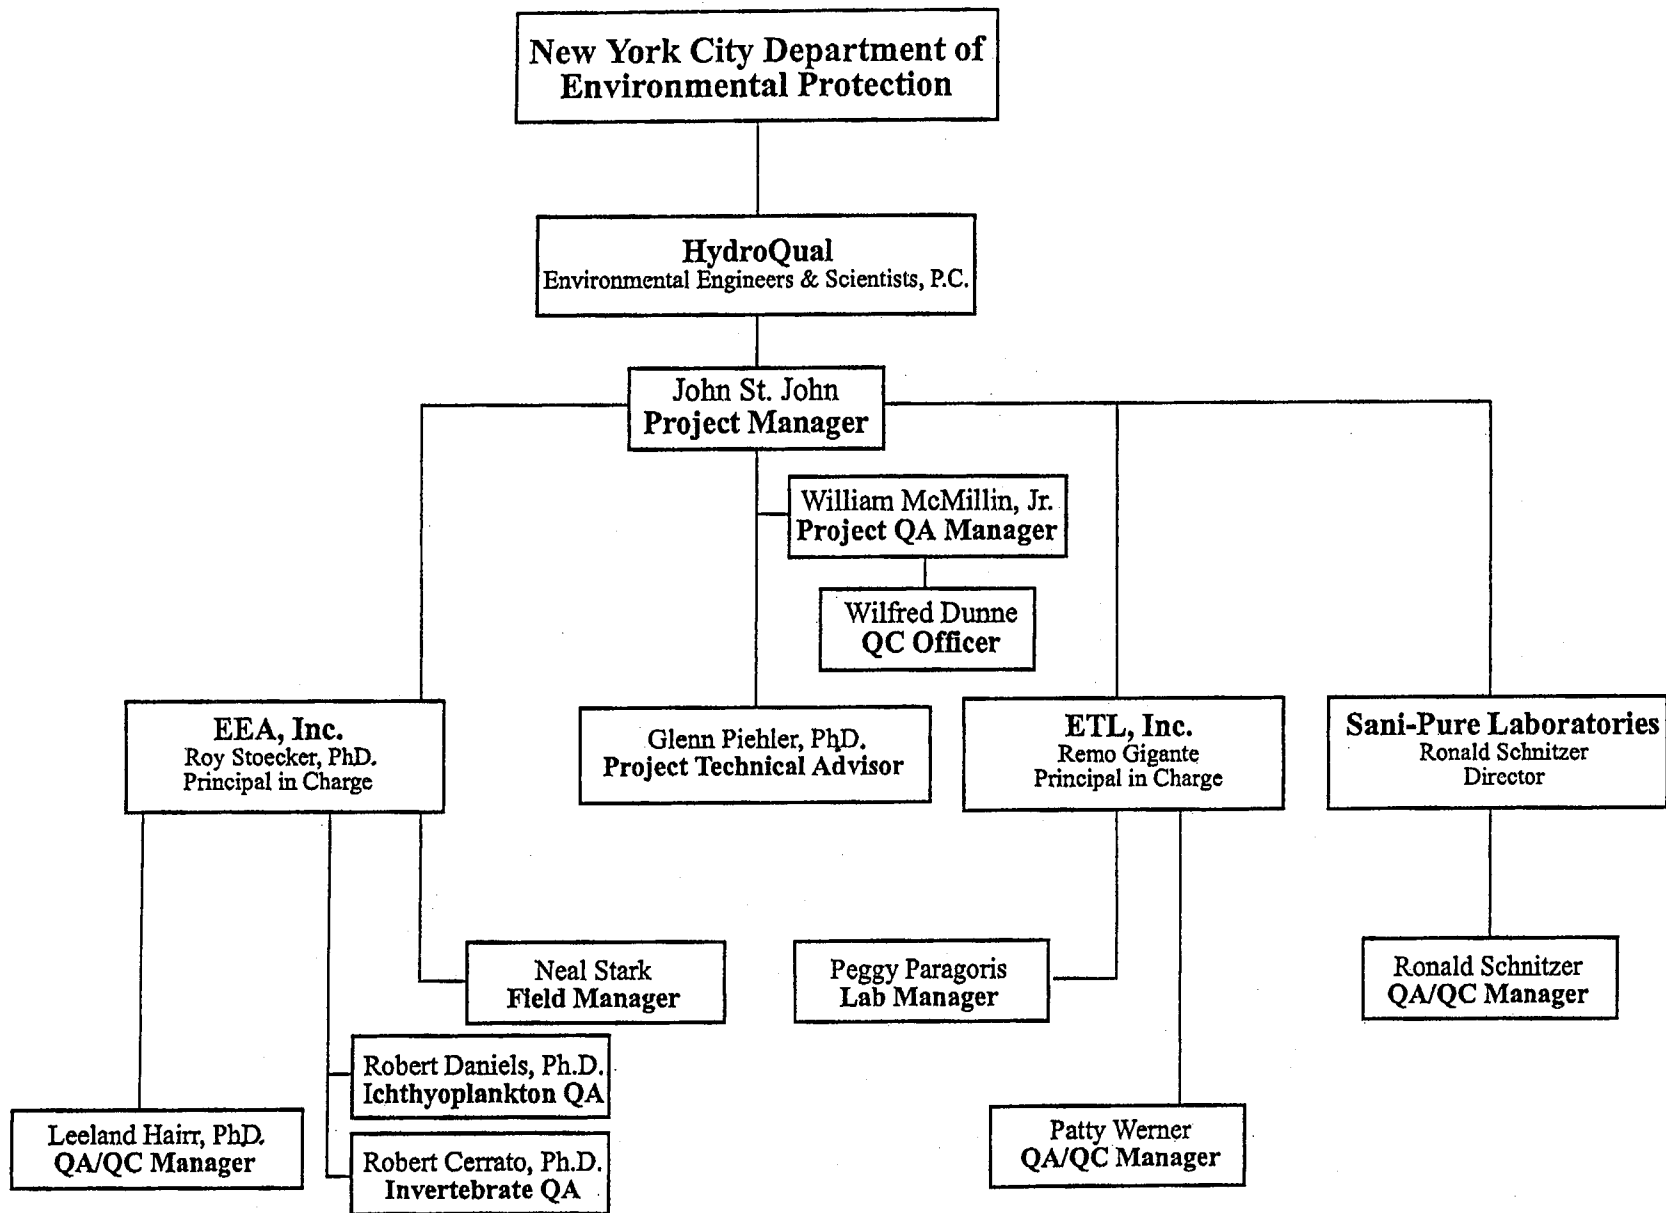 New York City Department of
Environmental Protection
HydroQual
Environmental Engineers & Scientists, P.C.
John St. John
Project Manager
William McMillin, Jr.
Project QA Manager
Wilfred Dunne
QC Officer
EEA, Inc.
Roy Stoecker, PhD.
Principal in Charge
Glenn Piehler, PhD.
Project Technical Advisor
ETL, Inc.
Remo Gigante
Principal in Charge
Sani-Pure Laboratories
Ronald Schnitzer
Director
Neal Stark
Field Manager
Peggy Paragoris
Lab Manager
Ronald Schnitzer
QA/QC Manager
Robert Daniels, Ph.D.
Ichthyoplankton QA
Leeland Hairr, PhD.
QA/QC Manager
Robert Cerrato, Ph.D.
Invertebrate QA
Patty Werner
QA/QC Manager